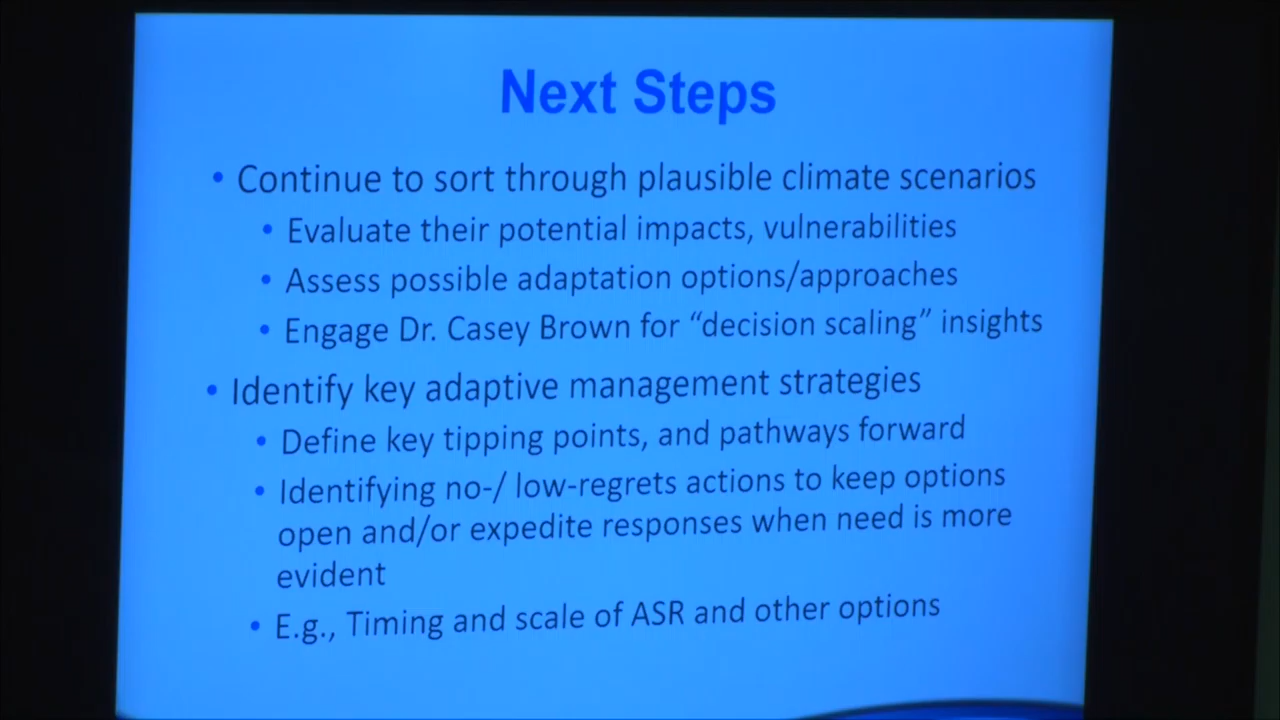 Next Steps
• Continue to sort through plausible climate scenarios
• Evaluate their potential impacts, vulnerabilities
• Assess possible adaptation options/approaches
• Engage Dr. Casey Brown for “decision scaling” insights
• Identify key adaptive management strategies
• Define key tipping points, and pathways forward
• Identifying no-/ low-regrets actions to keep options
open and/or expedite responses when need is more
evident
• E.g., Timing and scale of ASR and other options